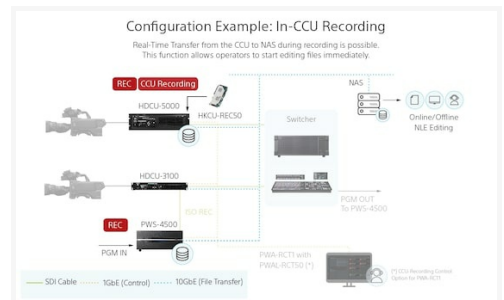 Configuration Example: In-CCU Recording
Real-Time Transfer from the CCU to NAS during recording is possible.
This function allows operators to start editing files immediately.
REC
CCU Recording
HDCU-5000
HKCU-REC50
NAS
Switcher
Online/Offline
NLE Editing
HDCU-3100
ISO REC
REC
PWS-4500
PGM IN
PGM OUT
To PWS-4500
PWA-RCT1 with
PWAL-RCT50 (*)
(*) CCU Recording Control
Option for PWA-RCT1
SDI Cable
1GbE (Control)
10GbE (File Transfer)